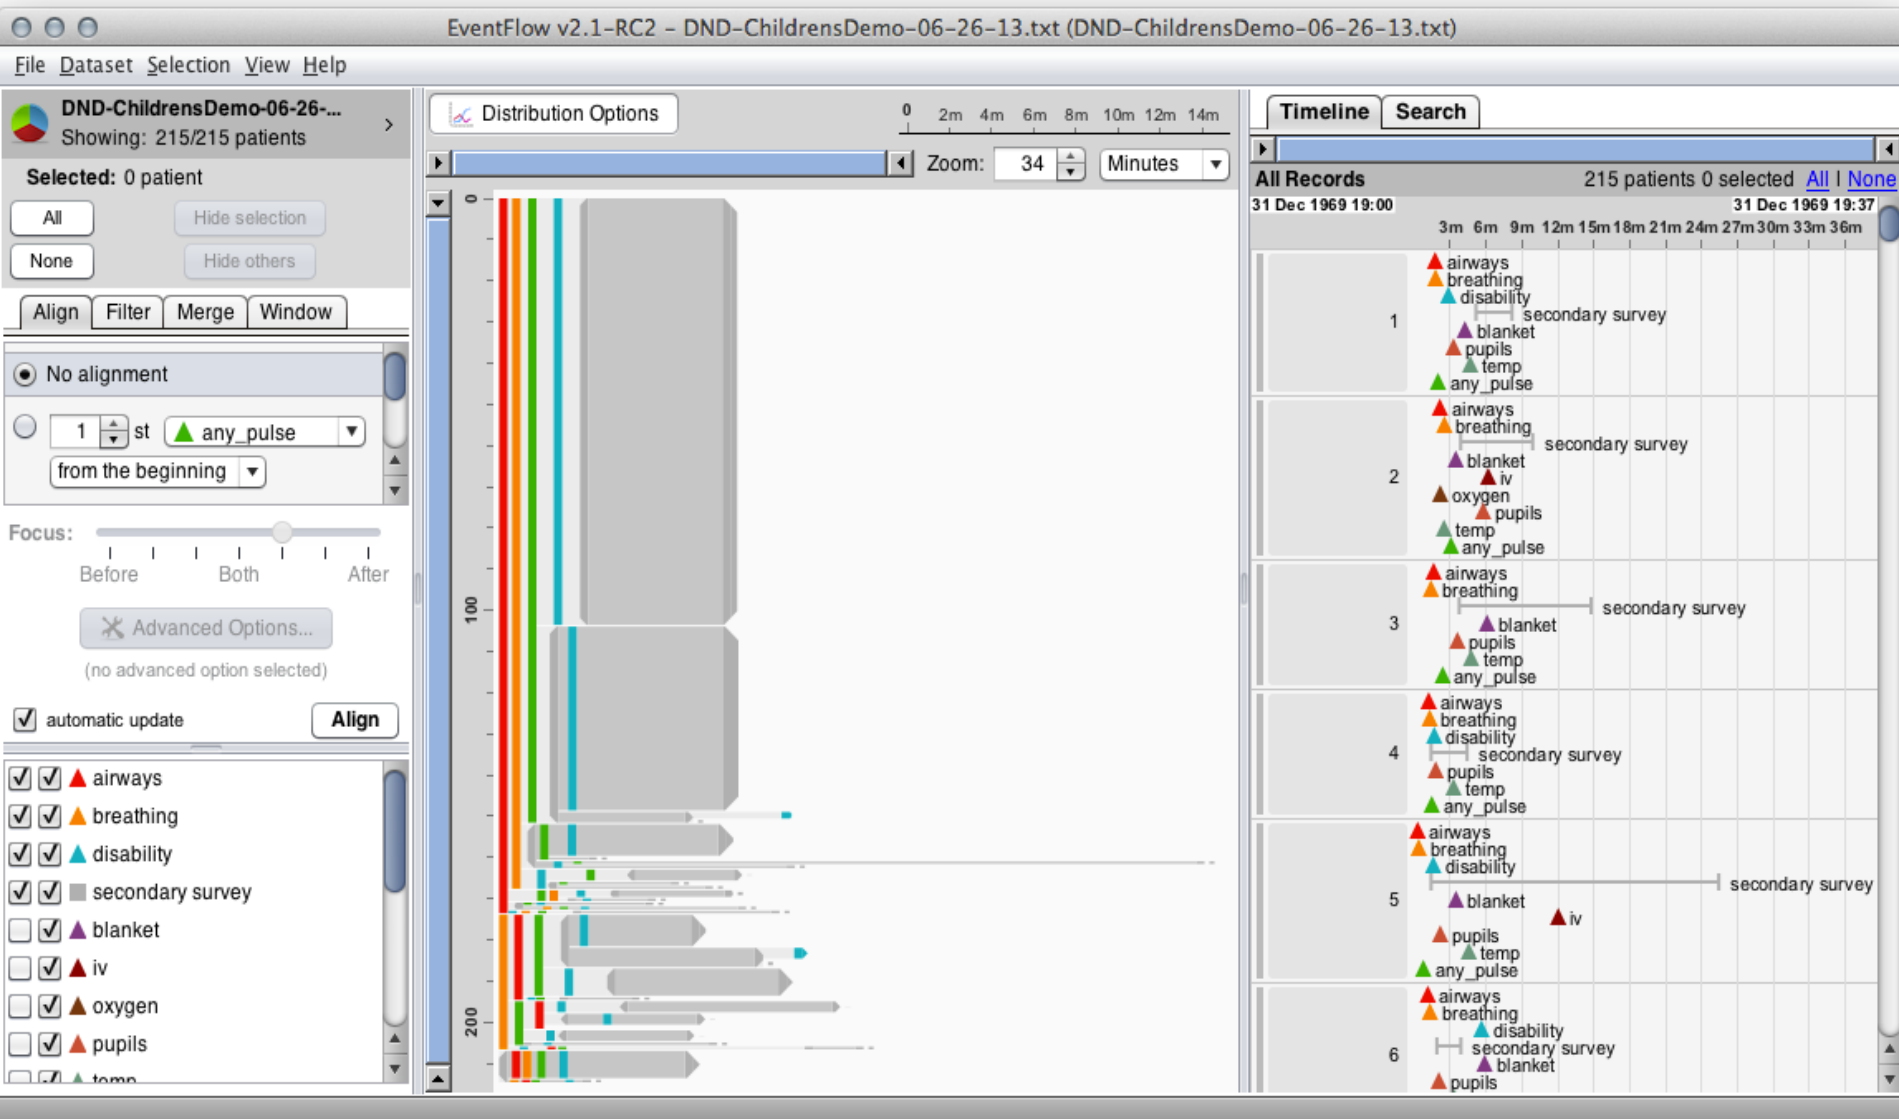 EventFlow v2.1-RC2 – DND-ChildrensDemo-06-26-13.txt (DND-ChildrensDemo-06-26-13.txt)
File Dataset Selection View Help
DND-ChildrensDemo-06-26-...
Showing: 215/215 patients
Selected: 0 patient
All
Hide selection
None
Hide others
Align Filter Merge Window
No alignment
1 st any_pulse
from the beginning
Focus:
Before Both After
Advanced Options...
(no advanced option selected)
automatic update Align
airways
breathing
disability
secondary survey
blanket
iv
oxygen
pupils
temp
Distribution Options
0 2m 4m 6m 8m 10m 12m 14m
Zoom: 34 Minutes
0
100
200
Timeline Search
All Records 215 patients 0 selected All | None
31 Dec 1969 19:00 31 Dec 1969 19:37
3m 6m 9m 12m 15m 18m 21m 24m 27m 30m 33m 36m
1
airways
breathing
disability
secondary survey
blanket
pupils
temp
any_pulse
2
airways
breathing
secondary survey
blanket
iv
oxygen
pupils
temp
any_pulse
3
airways
breathing
secondary survey
blanket
pupils
temp
any_pulse
4
airways
breathing
disability
secondary survey
pupils
temp
any_pulse
5
airways
breathing
disability
secondary survey
blanket
iv
pupils
temp
any_pulse
6
airways
breathing
disability
secondary survey
blanket
pupils